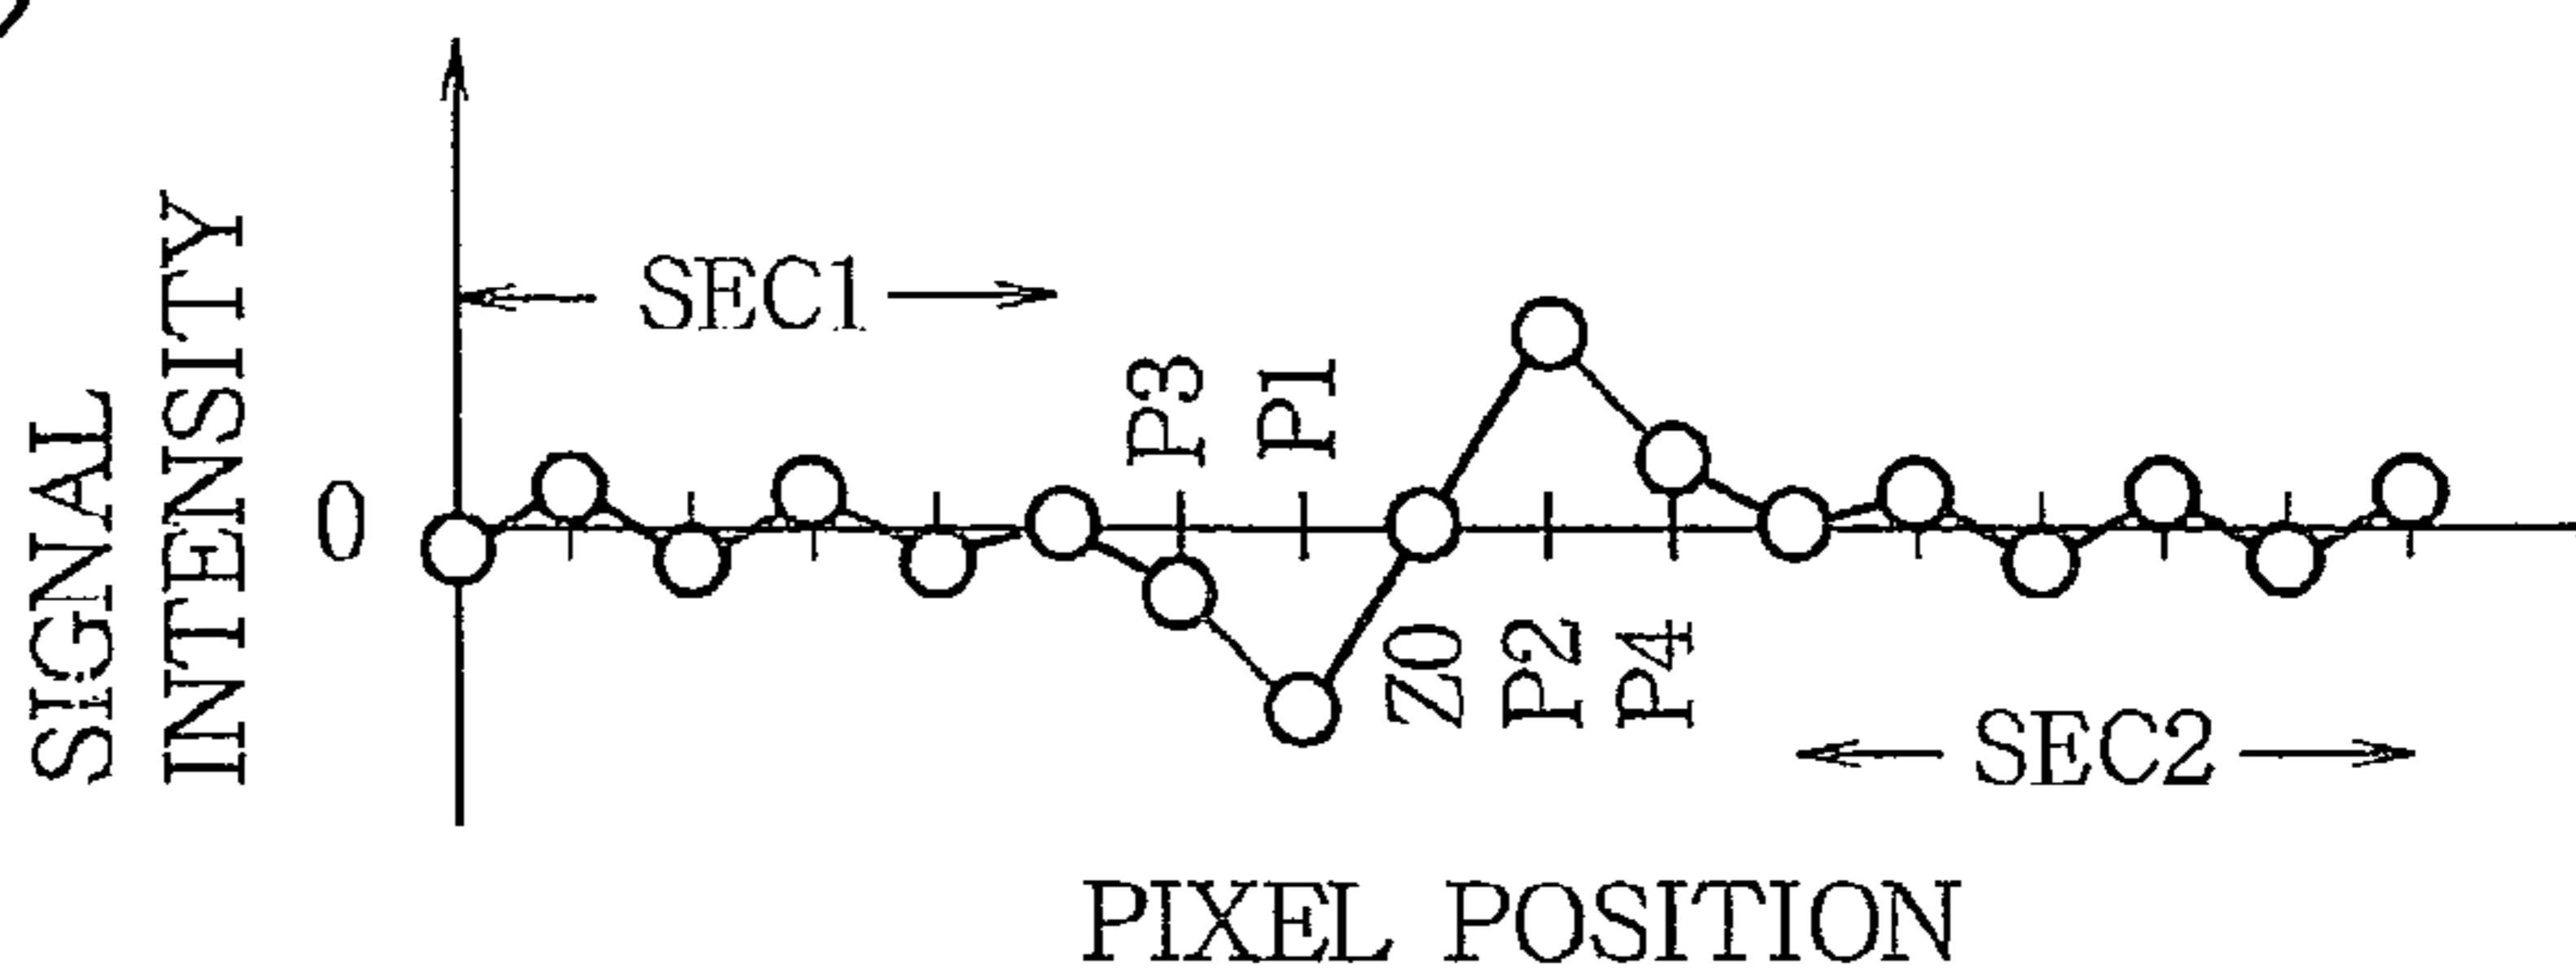 SIGNAL
INTENSITY
0
SEC1
P3
P1
Z0
P2
P4
SEC2
PIXEL POSITION